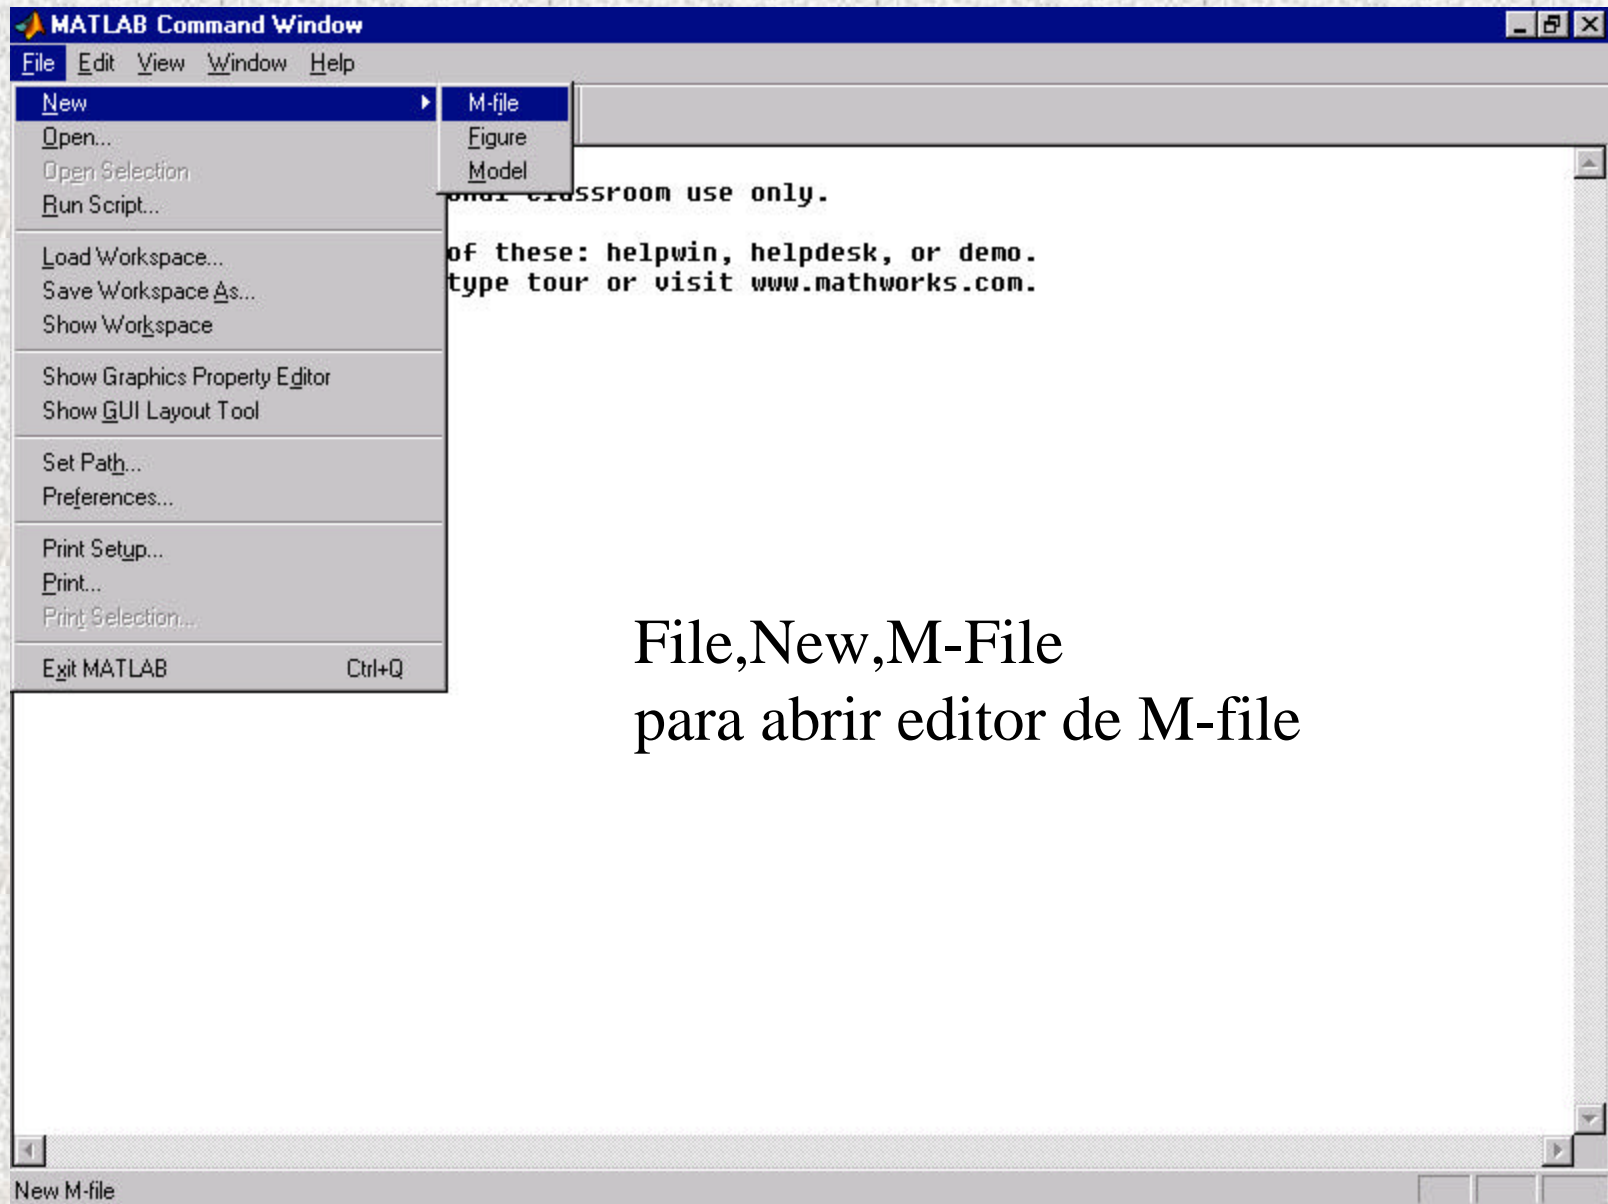 MATLAB Command Window
File Edit View Window Help
New
Open...
Open Selection
Run Script...
Load Workspace...
Save Workspace As...
Show Workspace
Show Graphics Property Editor
Show GUI Layout Tool
Set Path...
Preferences...
Print Setup...
Print...
Print Selection...
Exit MATLAB Ctrl+Q
M-file
Figure
Model
classroom use only.
of these: helpwin, helpdesk, or demo.
type tour or visit www.mathworks.com.
File,New,M-File
para abrir editor de M-file
New M-file